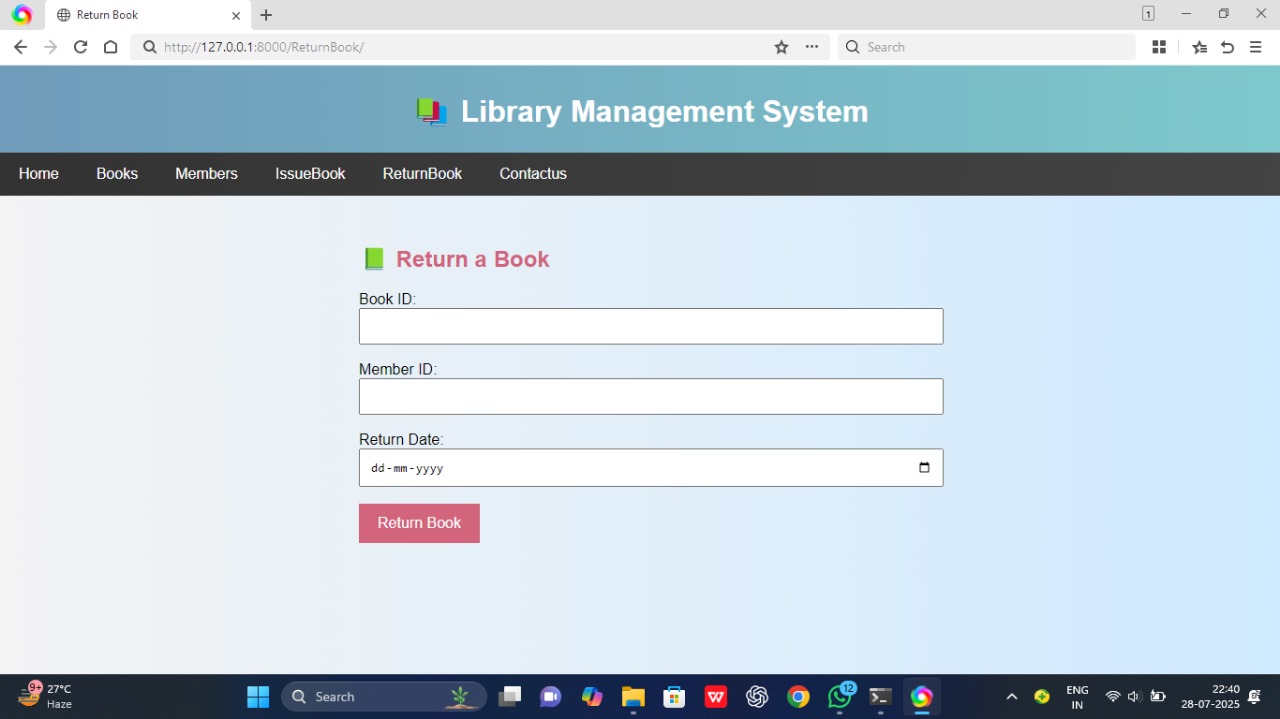 Return Book
1
http://127.0.0.1:8000/ReturnBook/
Search
Library Management System
Home Books Members IssueBook ReturnBook Contactus
Return a Book
Book ID:
Member ID:
Return Date:
dd-mm-yyyy
Return Book
9+
27°C
Haze
Search
W
12
ENG
IN
22:40
28-07-2025